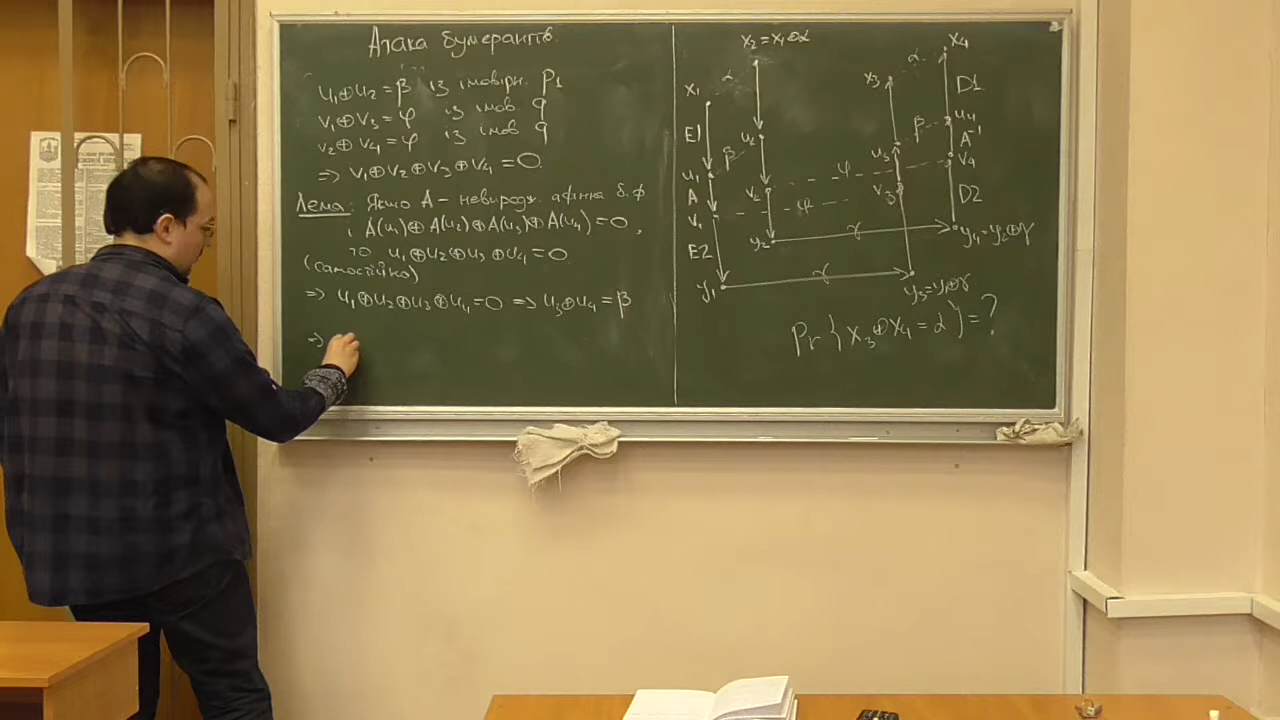 Атака бумерангів.
u₁⊕u₂ = β із імовірн. p₁
v₁⊕v₃ = φ із імов. q
v₂⊕v₄ = φ із імов q
⇒ v₁⊕v₂⊕v₃⊕v₄ = 0.
Лема: Якщо A – невиродж. афінна б.ф
і A(u₁)⊕A(u₂)⊕A(u₃)⊕A(u₄) = 0,
то u₁⊕u₂⊕u₃⊕u₄ = 0.
(самостійно)
⇒ u₁⊕u₂⊕u₃⊕u₄ = 0 ⇒ u₃⊕u₄ = β
⇒
x₂ = x₁⊕α
x₄
α
α
x₃
D1
x₁
E1
β
u₄
u₂
β
A⁻¹
u₃
v₄
u₁
φ
A
v₂
v₃
D2
v₁
φ
y₂
γ
y₄ = y₂⊕γ
E2
γ
y₁
y₃ = y₁⊕γ
Pr{x₃⊕x₄ = α} = ?